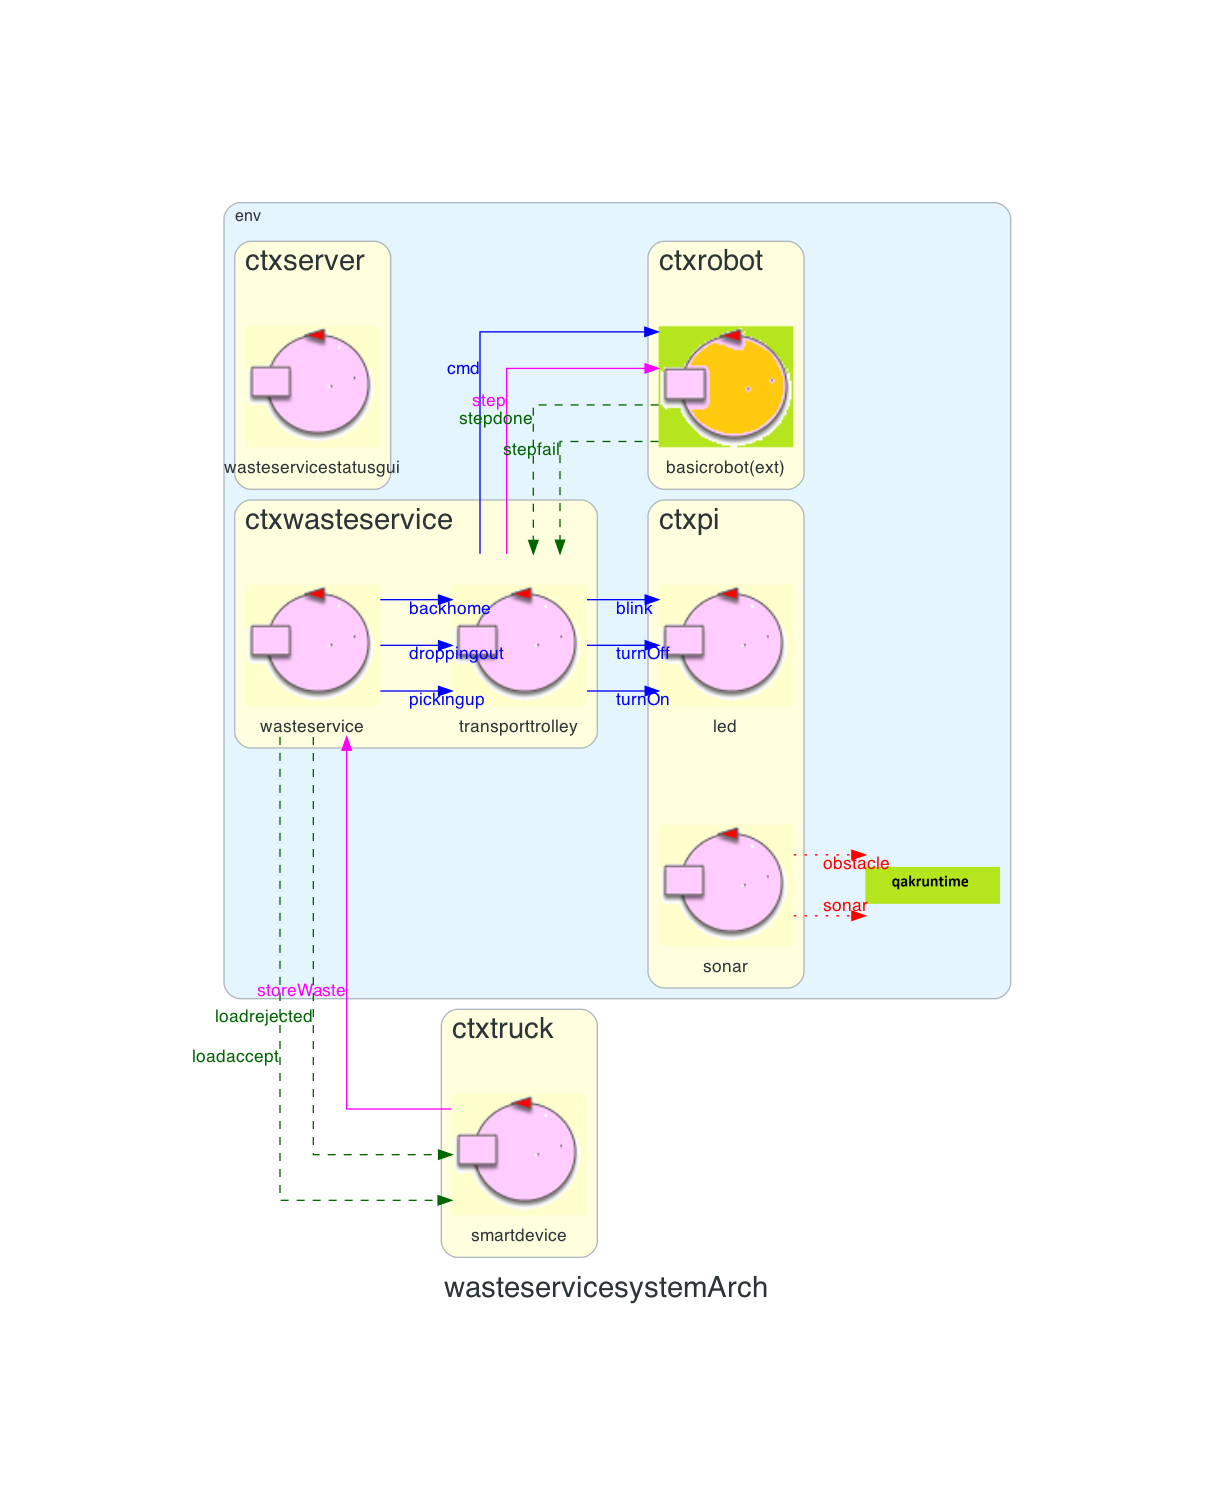 env
ctxserver
ctxrobot
cmd
step
stepdone
stepfail
wasteservicestatusgui
basicrobot(ext)
ctxwasteservice
ctxpi
backhome
blink
droppingout
turnOff
pickingup
turnOn
wasteservice
transporttrolley
led
obstacle
qakruntime
sonar
sonar
storeWaste
loadrejected
ctxtruck
loadaccept
smartdevice
wasteservicesystemArch